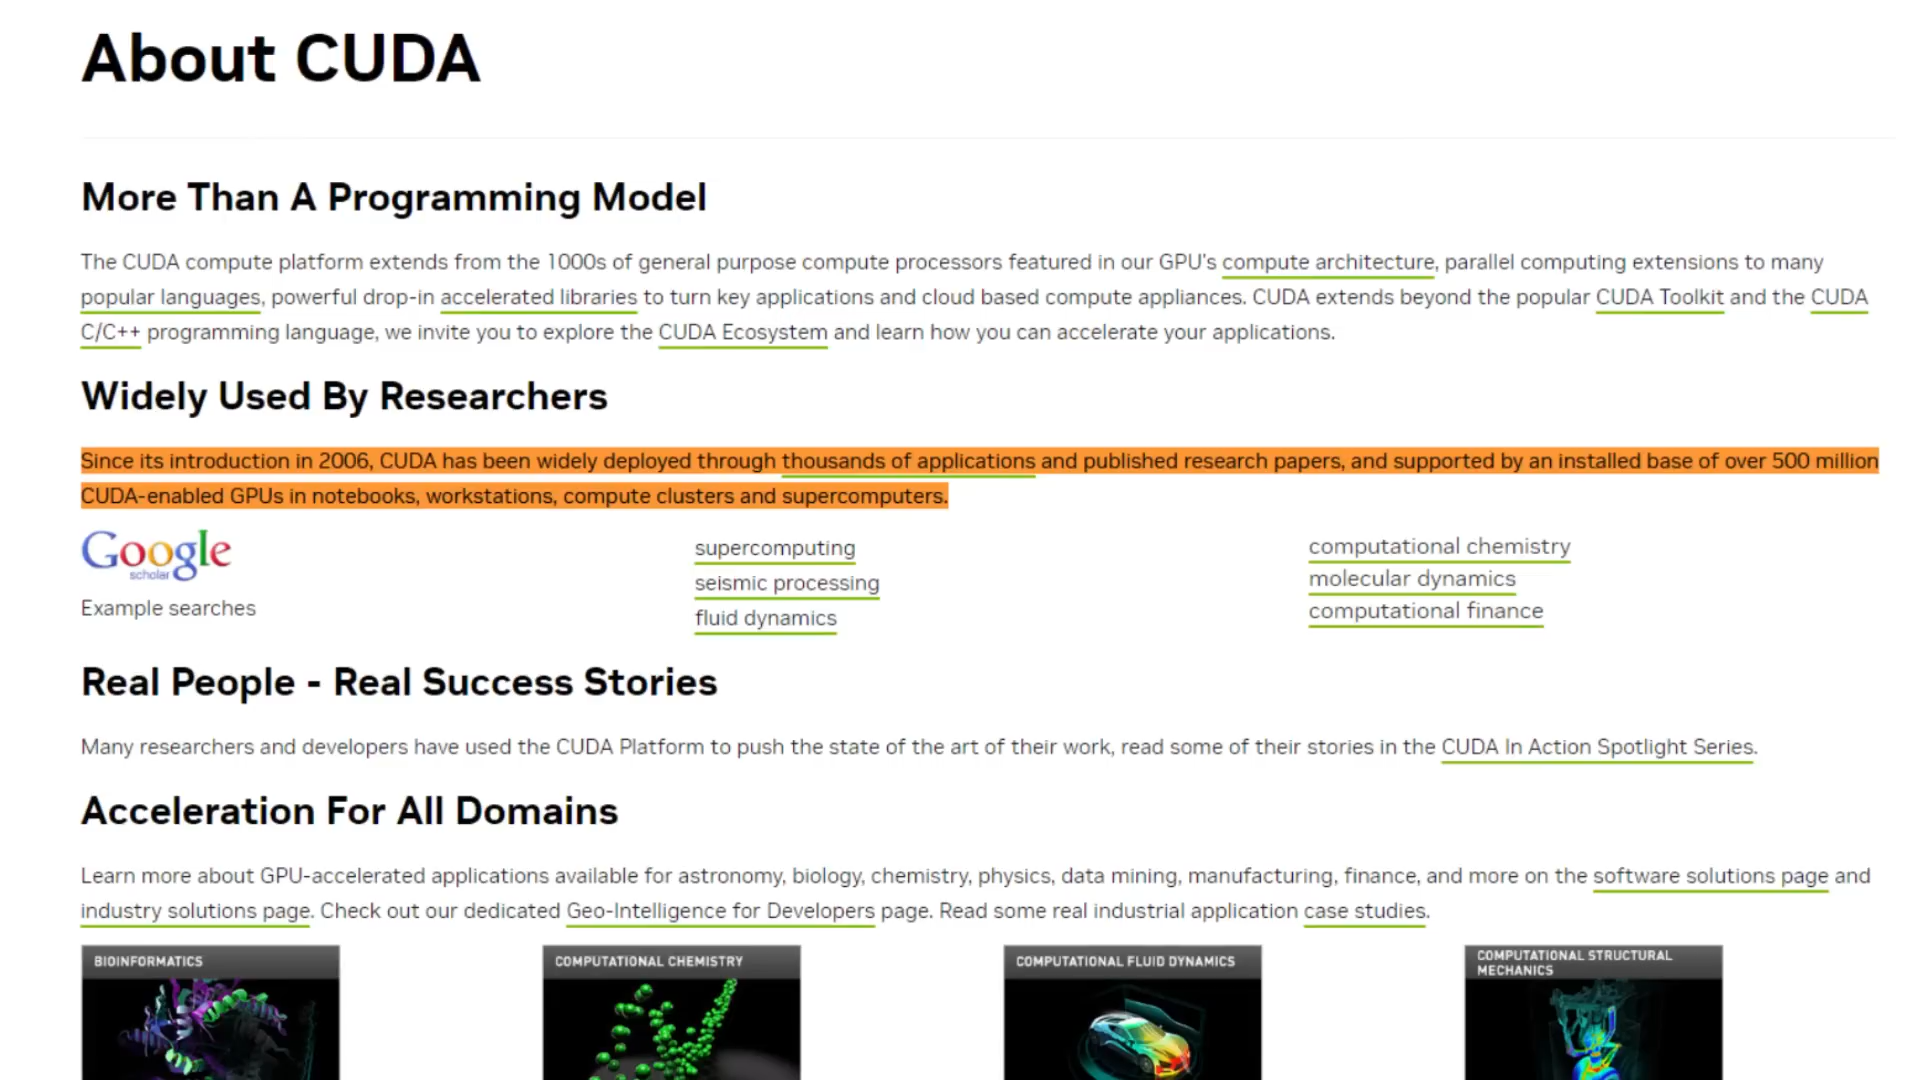 About CUDA
More Than A Programming Model
The CUDA compute platform extends from the 1000s of general purpose compute processors featured in our GPU's compute architecture, parallel computing extensions to many
popular languages, powerful drop-in accelerated libraries to turn key applications and cloud based compute appliances. CUDA extends beyond the popular CUDA Toolkit and the CUDA
C/C++ programming language, we invite you to explore the CUDA Ecosystem and learn how you can accelerate your applications.
Widely Used By Researchers
Since its introduction in 2006, CUDA has been widely deployed through thousands of applications and published research papers, and supported by an installed base of over 500 million
CUDA-enabled GPUs in notebooks, workstations, compute clusters and supercomputers.
Google
scholar
Example searches
supercomputing
seismic processing
fluid dynamics
computational chemistry
molecular dynamics
computational finance
Real People - Real Success Stories
Many researchers and developers have used the CUDA Platform to push the state of the art of their work, read some of their stories in the CUDA In Action Spotlight Series.
Acceleration For All Domains
Learn more about GPU-accelerated applications available for astronomy, biology, chemistry, physics, data mining, manufacturing, finance, and more on the software solutions page and
industry solutions page. Check out our dedicated Geo-Intelligence for Developers page. Read some real industrial application case studies.
BIOINFORMATICS
COMPUTATIONAL CHEMISTRY
COMPUTATIONAL FLUID DYNAMICS
COMPUTATIONAL STRUCTURAL
MECHANICS